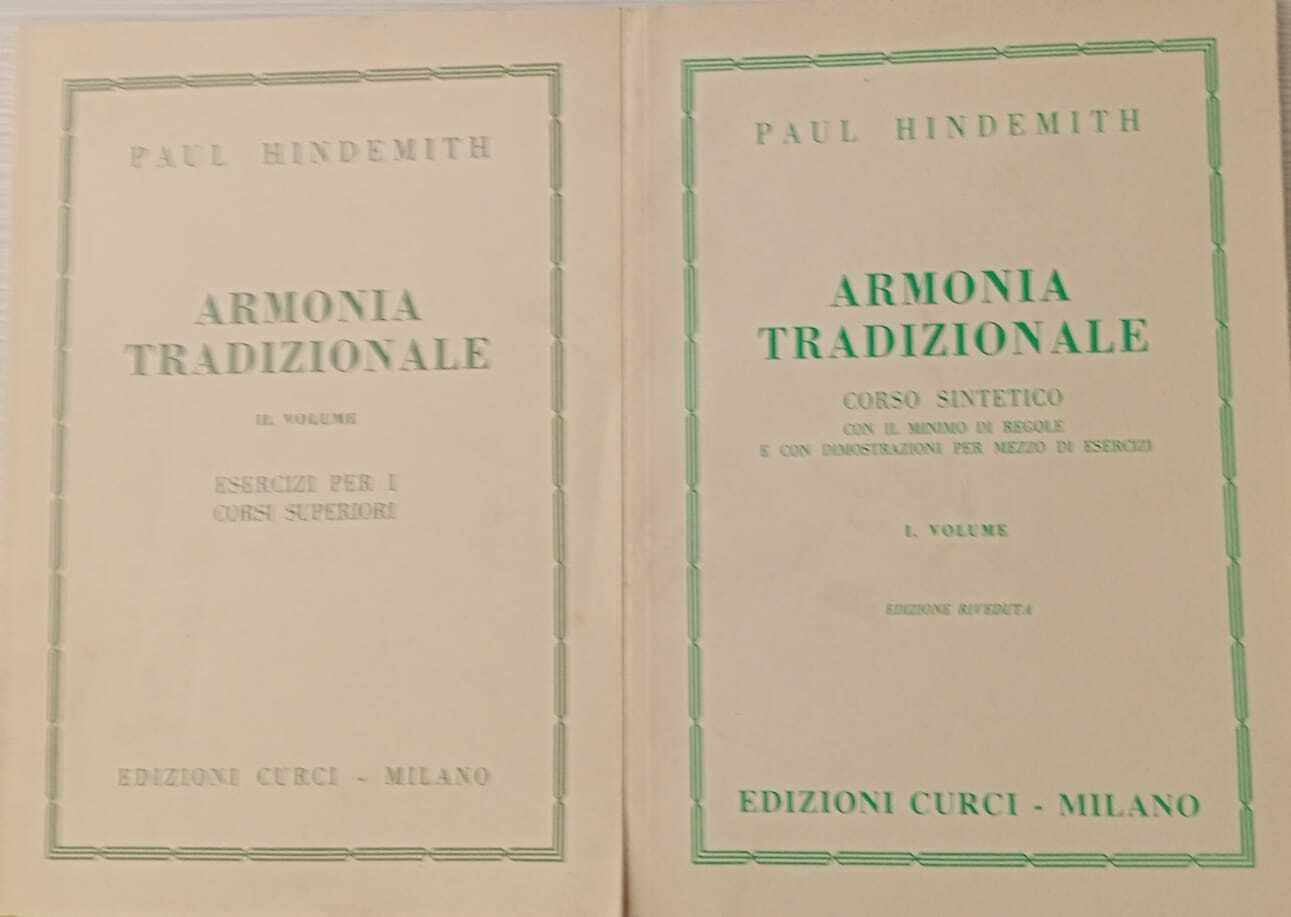 PAUL HINDEMITH
ARMONIA
TRADIZIONALE
II. VOLUME
ESERCIZI PER I
CORSI SUPERIORI
EDIZIONI CURCI - MILANO
PAUL HINDEMITH
ARMONIA
TRADIZIONALE
CORSO SINTETICO
CON IL MINIMO DI REGOLE
E CON DIMOSTRAZIONI PER MEZZO DI ESERCIZI
I. VOLUME
EDIZIONE RIVEDUTA
EDIZIONI CURCI - MILANO